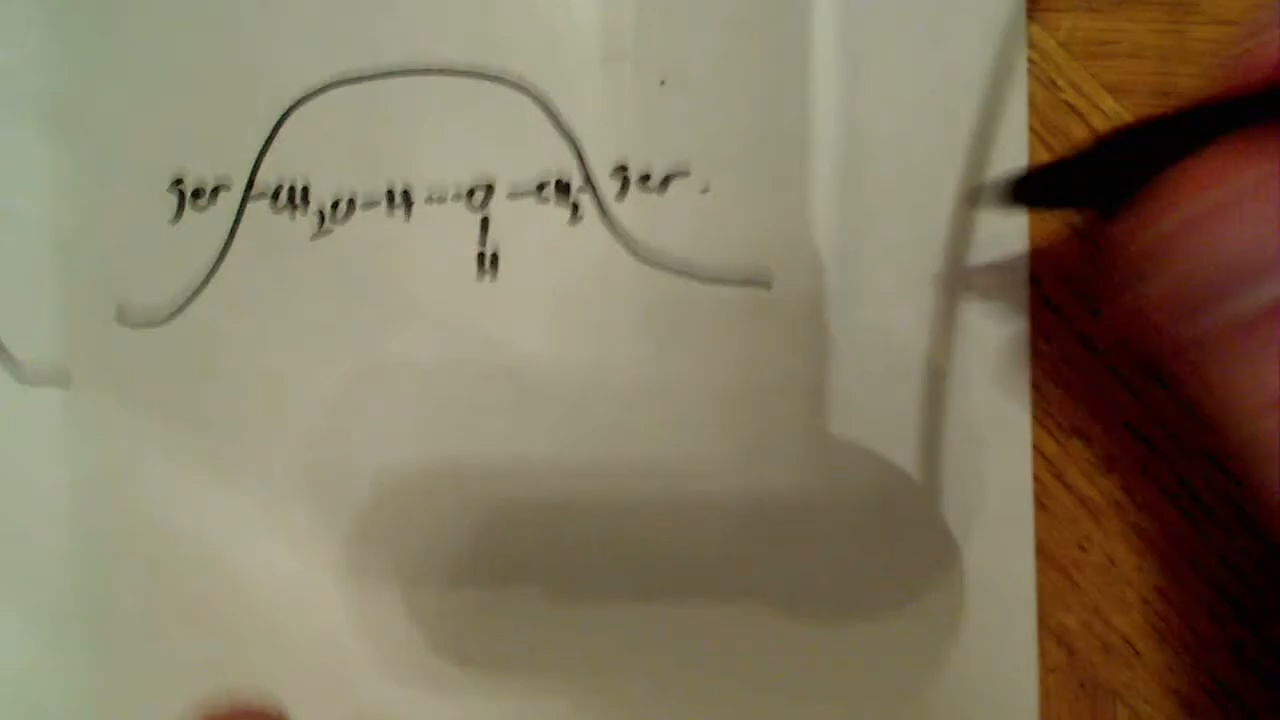 ser -CH₂O-H ···· O -CH₂- ser.
H